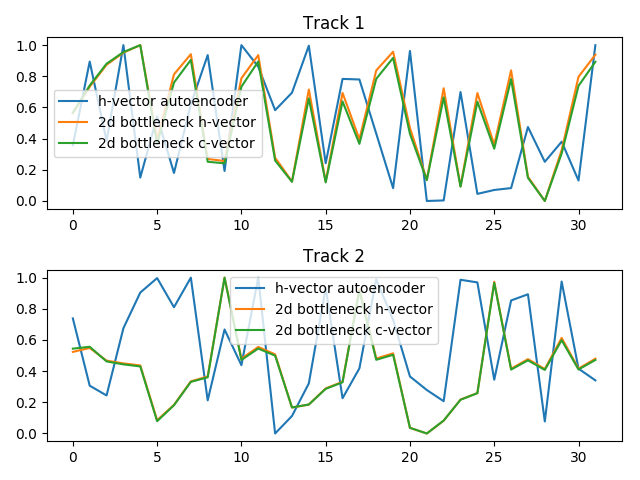 Track 1
1.0
0.8
0.6
0.4
0.2
0.0
h-vector autoencoder
2d bottleneck h-vector
2d bottleneck c-vector
0 5 10 15 20 25 30
Track 2
1.0
0.8
0.6
0.4
0.2
0.0
h-vector autoencoder
2d bottleneck h-vector
2d bottleneck c-vector
0 5 10 15 20 25 30